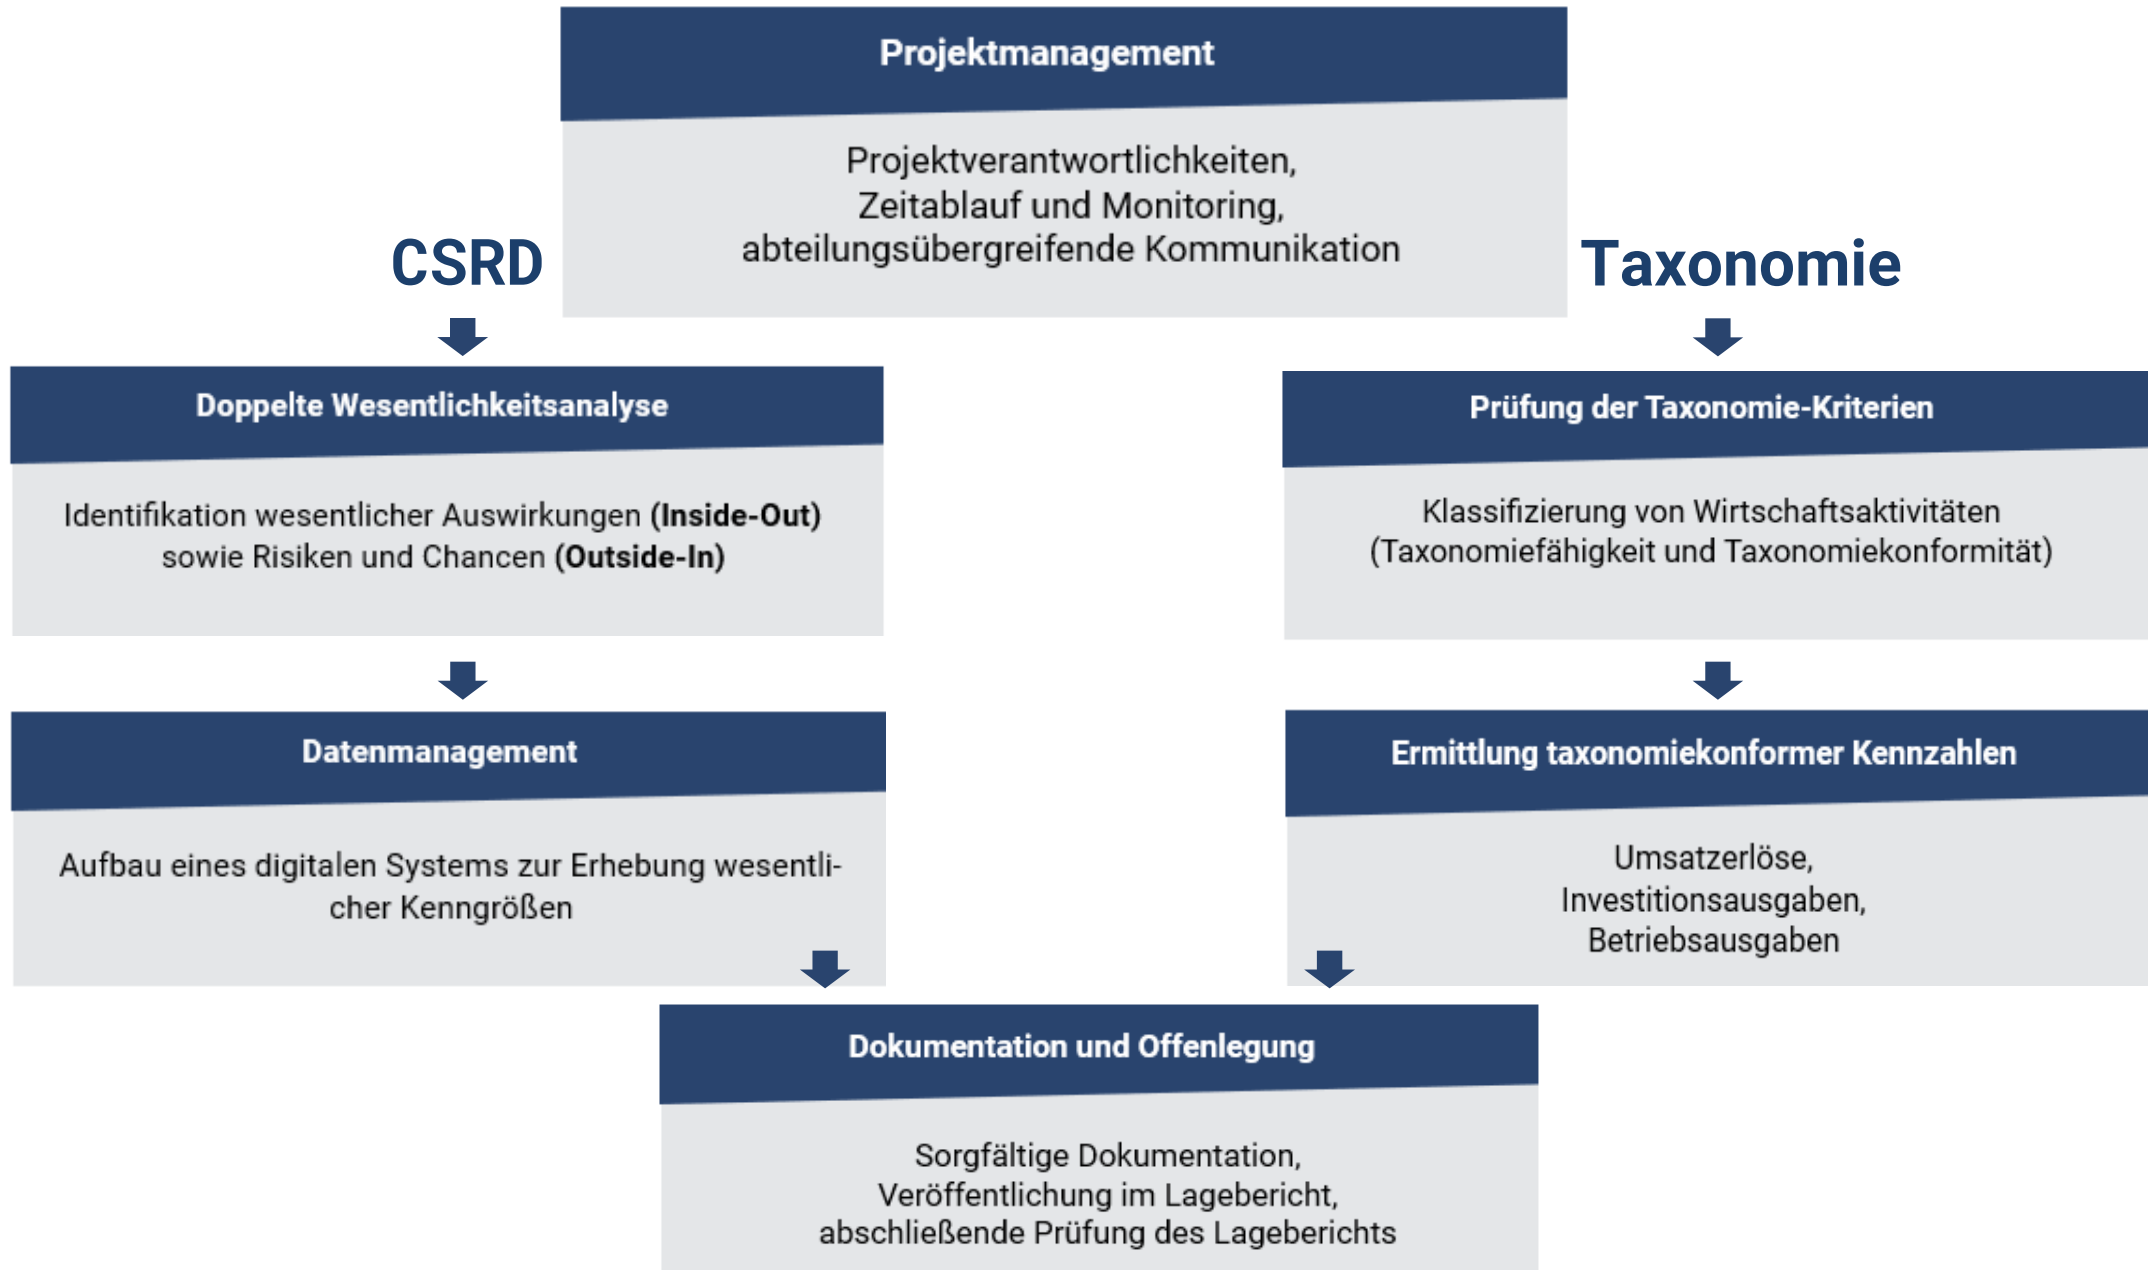 Projektmanagement
Projektverantwortlichkeiten,
Zeitablauf und Monitoring,
abteilungsübergreifende Kommunikation
CSRD
Taxonomie
Doppelte Wesentlichkeitsanalyse
Identifikation wesentlicher Auswirkungen (Inside-Out)
sowie Risiken und Chancen (Outside-In)
Prüfung der Taxonomie-Kriterien
Klassifizierung von Wirtschaftsaktivitäten
(Taxonomiefähigkeit und Taxonomiekonformität)
Datenmanagement
Aufbau eines digitalen Systems zur Erhebung wesentli-
cher Kenngrößen
Ermittlung taxonomiekonformer Kennzahlen
Umsatzerlöse,
Investitionsausgaben,
Betriebsausgaben
Dokumentation und Offenlegung
Sorgfältige Dokumentation,
Veröffentlichung im Lagebericht,
abschließende Prüfung des Lageberichts